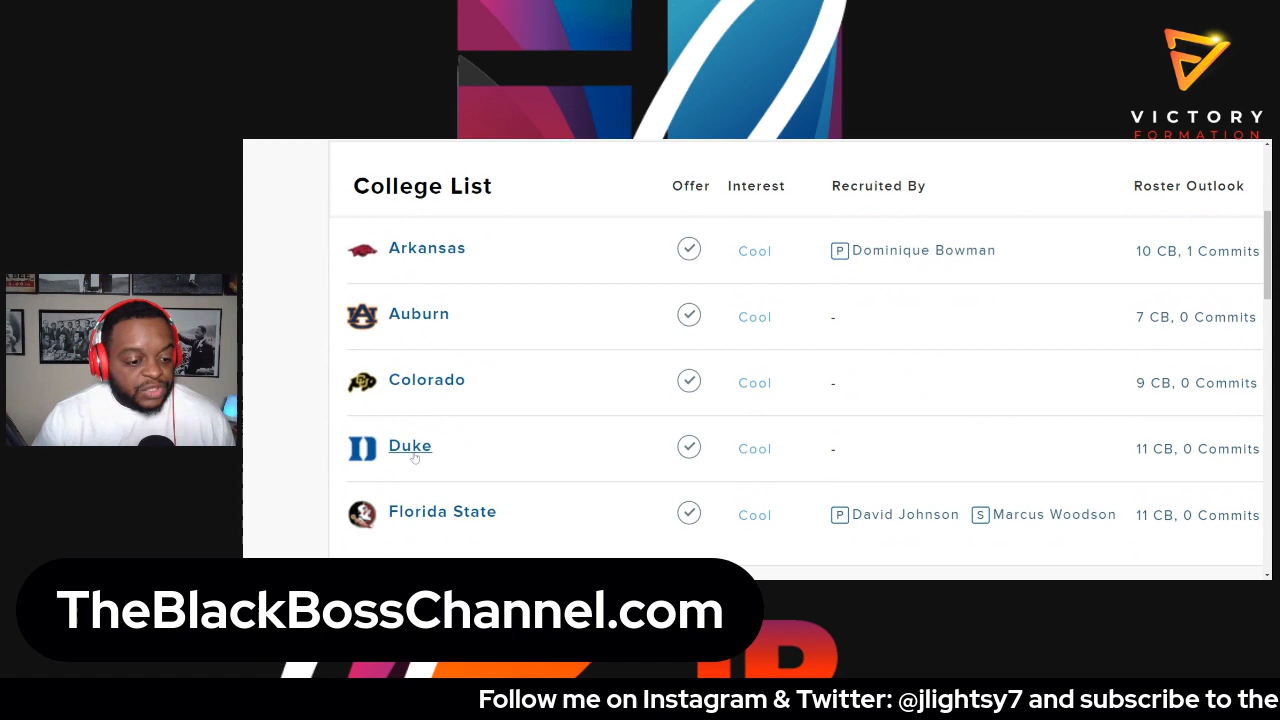 VICTORY
FORMATION
College List Offer Interest Recruited By Roster Outlook
Arkansas Cool P Dominique Bowman 10 CB, 1 Commits
Auburn Cool - 7 CB, 0 Commits
Colorado Cool - 9 CB, 0 Commits
Duke Cool - 11 CB, 0 Commits
Florida State Cool P David Johnson S Marcus Woodson 11 CB, 0 Commits
TheBlackBossChannel.com
Follow me on Instagram & Twitter: @jlightsy7 and subscribe to the